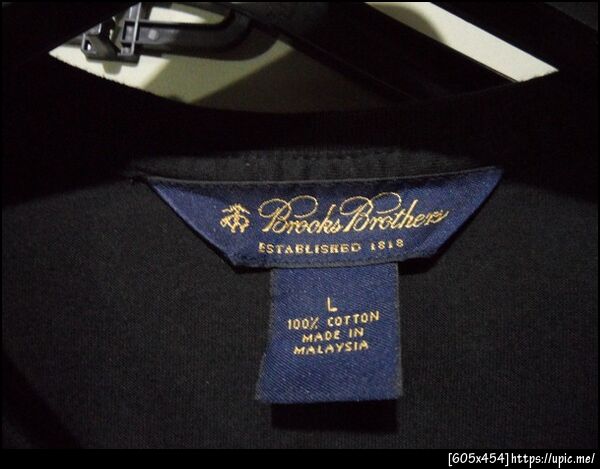 Brooks Brothers
ESTABLISHED 1818
L
100% COTTON
MADE IN
MALAYSIA
[605x454]https://upic.me/